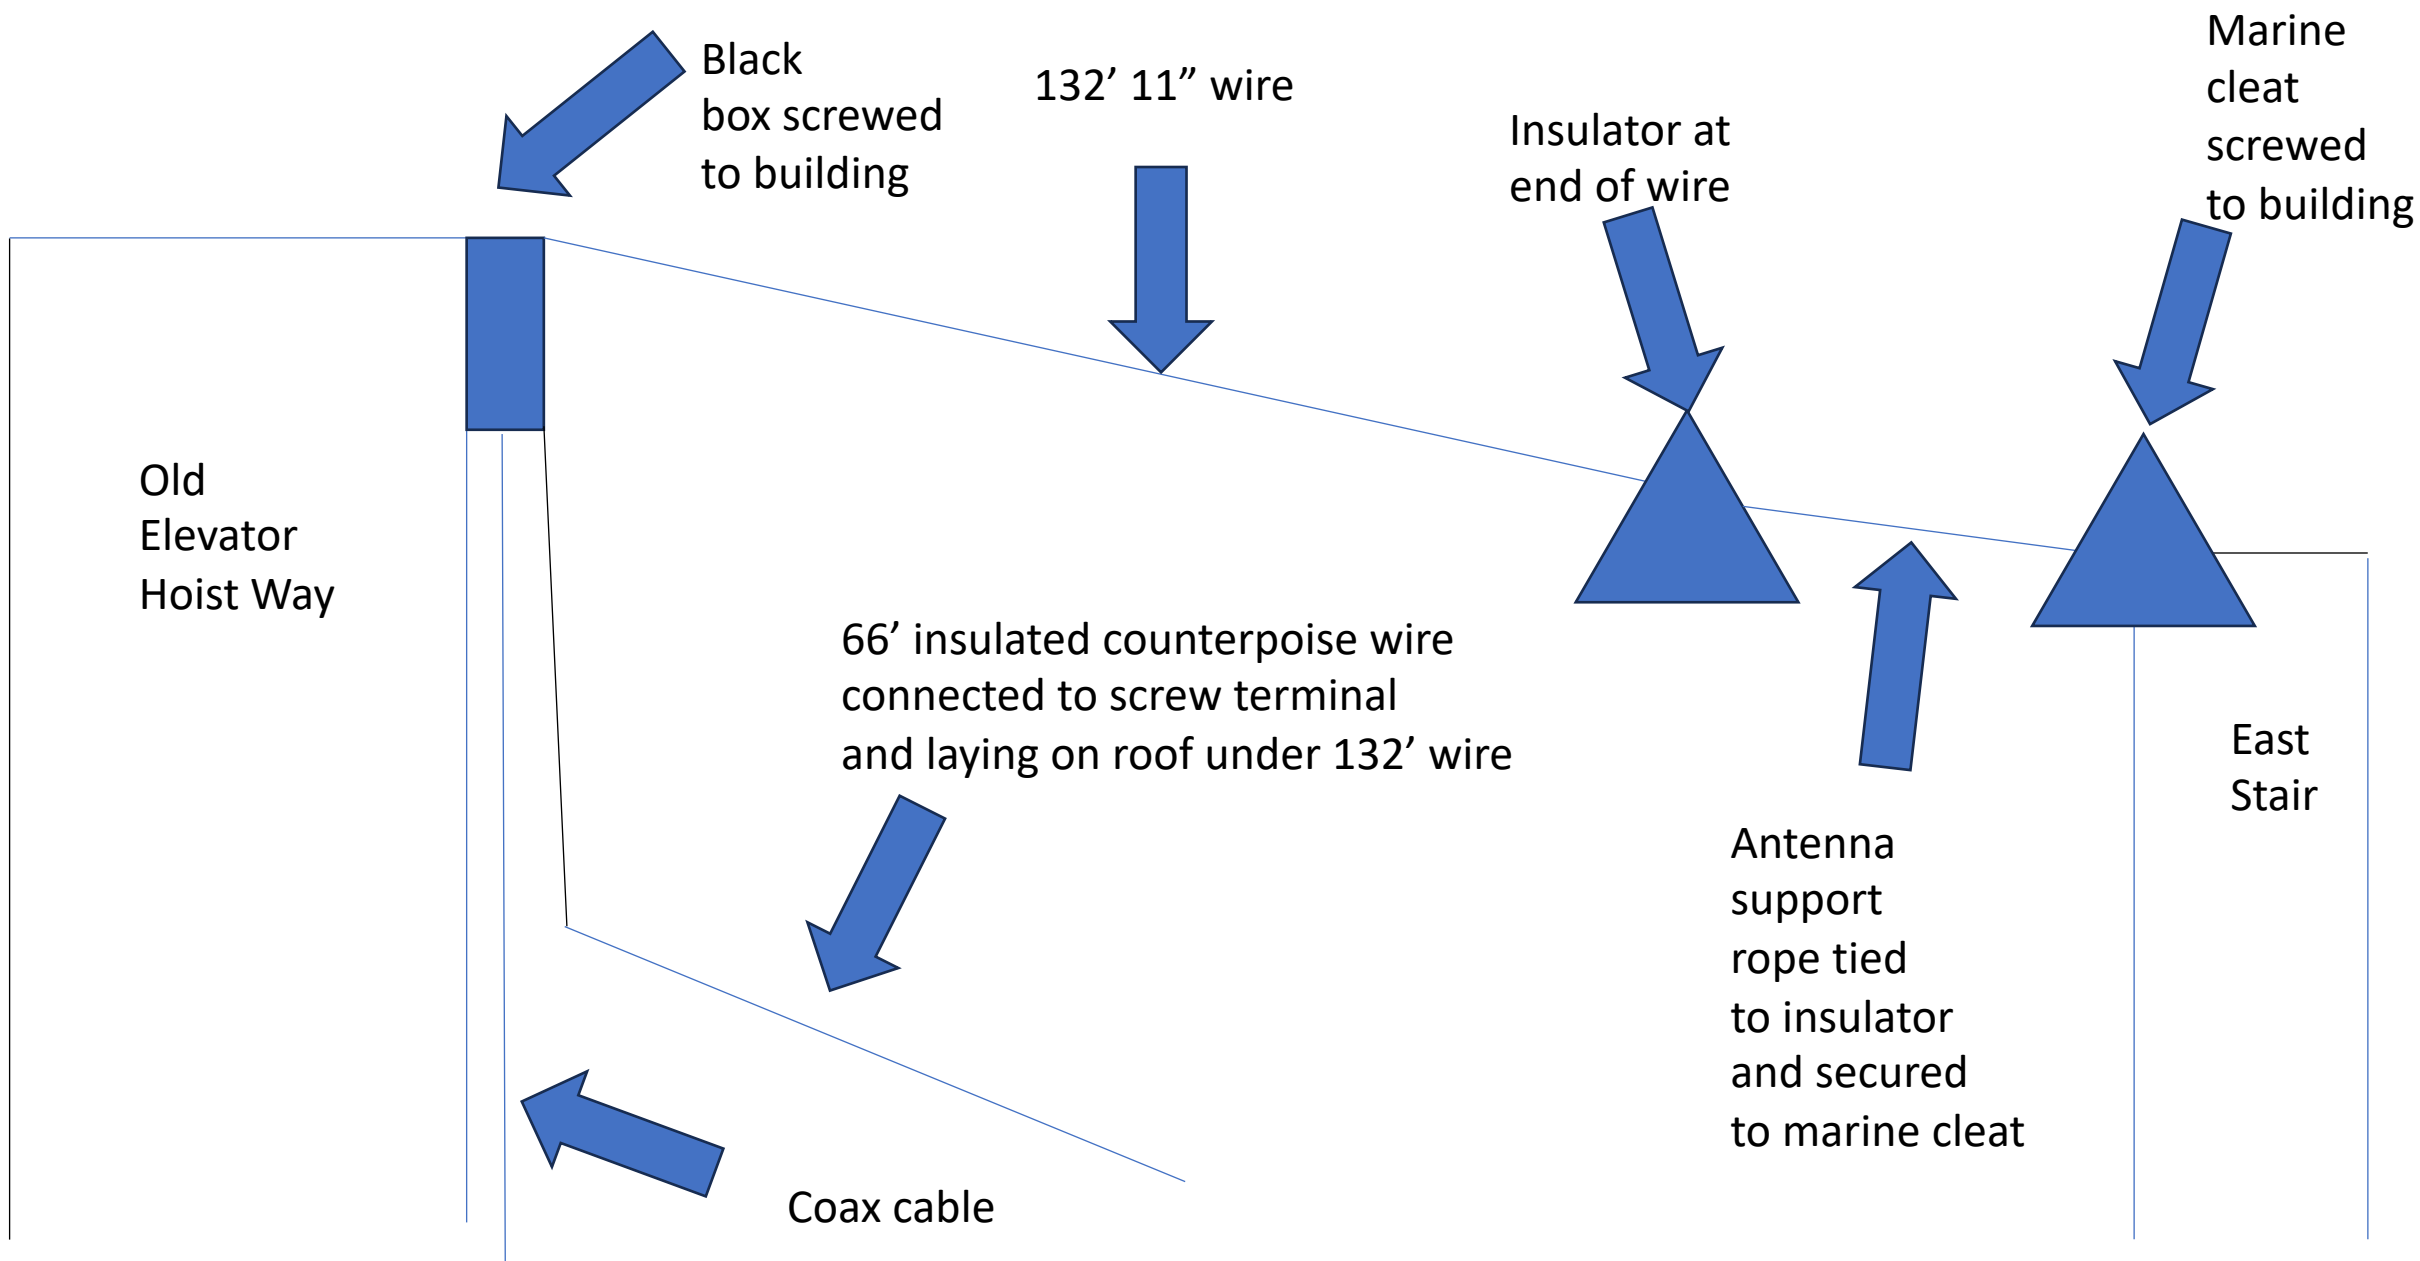 Black
box screwed
to building
132’ 11” wire
Insulator at
end of wire
Marine
cleat
screwed
to building
Old
Elevator
Hoist Way
66’ insulated counterpoise wire
connected to screw terminal
and laying on roof under 132’ wire
East
Stair
Antenna
support
rope tied
to insulator
and secured
to marine cleat
Coax cable